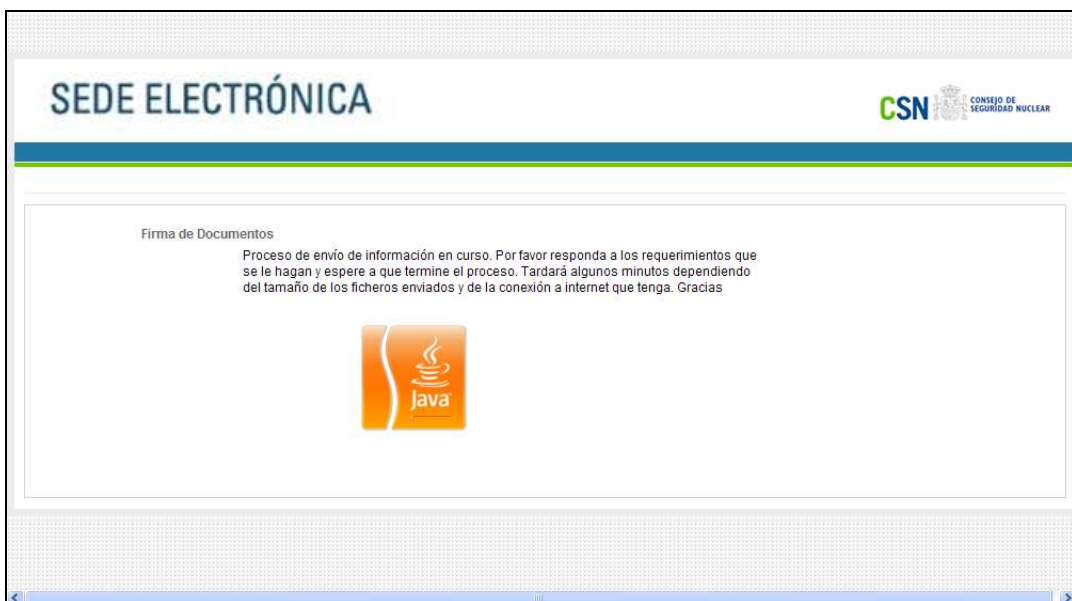 SEDE ELECTRÓNICA
CSN
CONSEJO DE
SEGURIDAD NUCLEAR
Firma de Documentos
Proceso de envío de información en curso. Por favor responda a los requerimientos que
se le hagan y espere a que termine el proceso. Tardará algunos minutos dependiendo
del tamaño de los ficheros enviados y de la conexión a internet que tenga. Gracias
Java